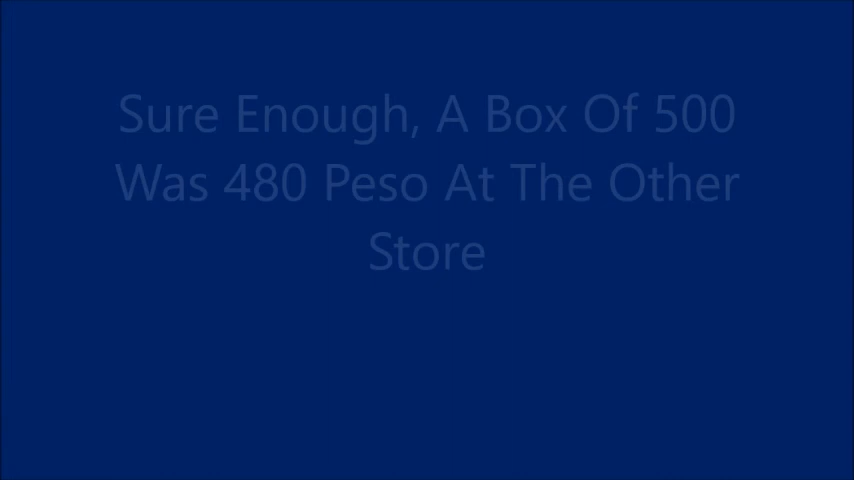 Sure Enough, A Box Of 500
Was 480 Peso At The Other
Store